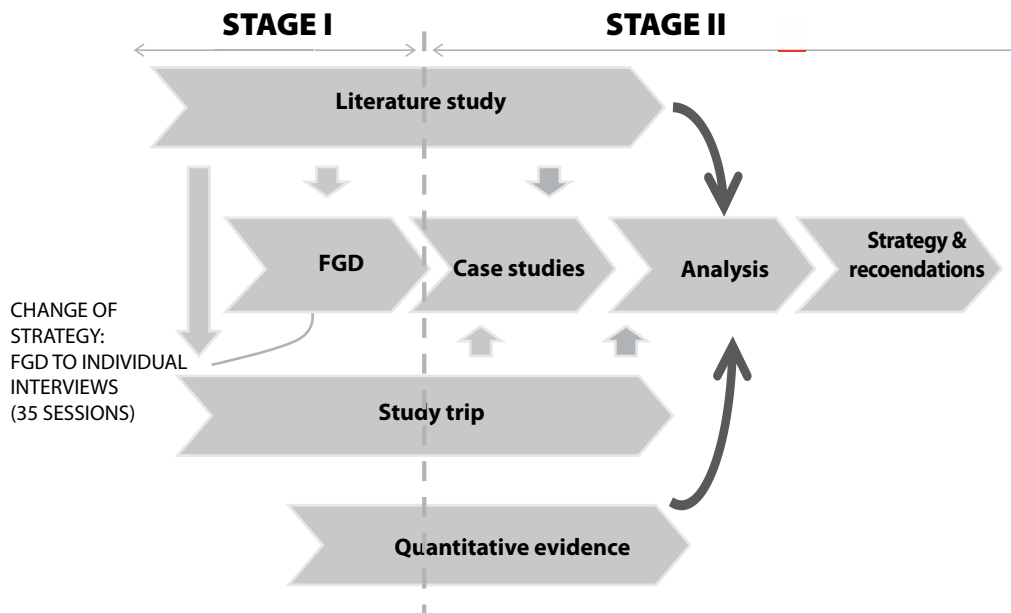 STAGE I
STAGE II
Literature study
FGD
Case studies
Analysis
Strategy &
recoendations
CHANGE OF
STRATEGY:
FGD TO INDIVIDUAL
INTERVIEWS
(35 SESSIONS)
Study trip
Quantitative evidence